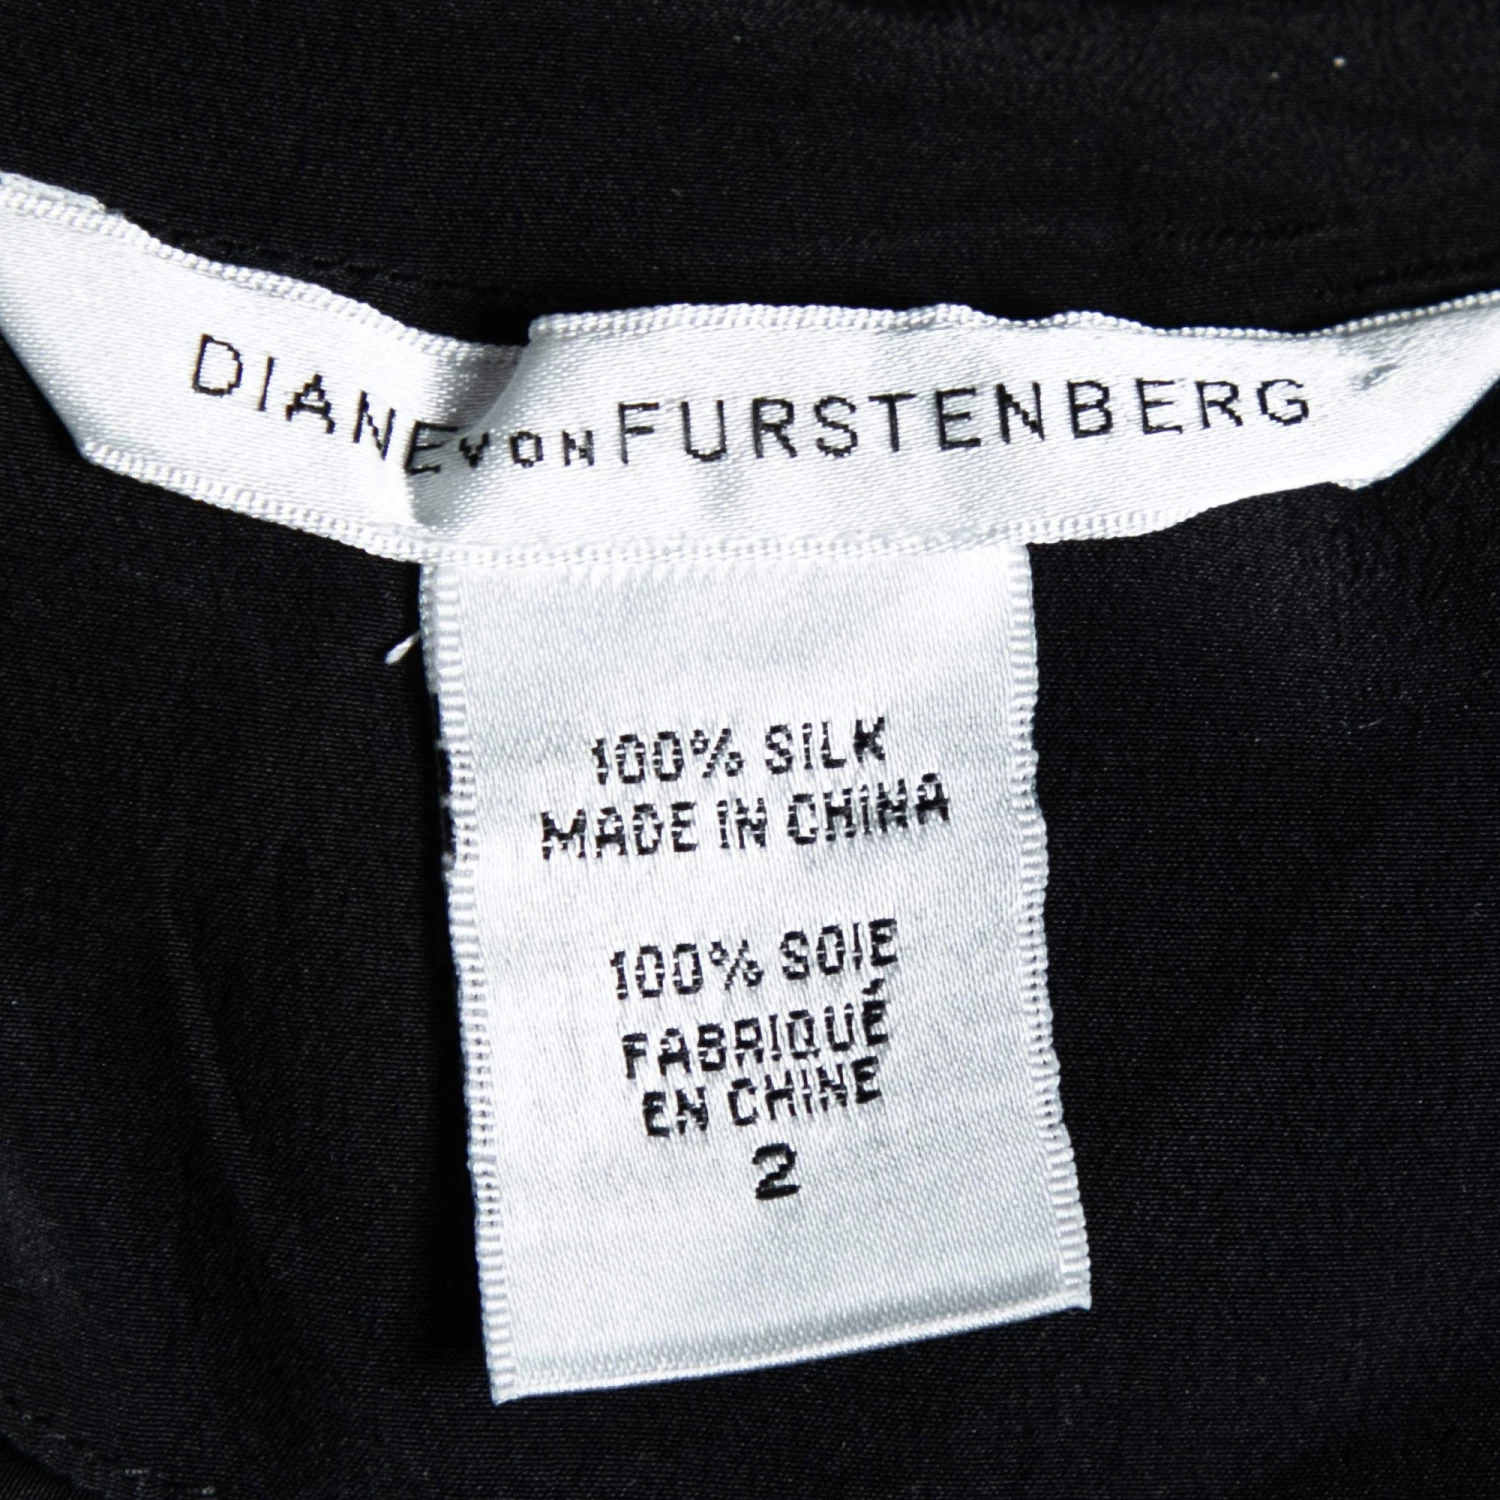 DIANE VON FURSTENBERG
100% SILK
MADE IN CHINA
100% SOIE
FABRIQUÉ
EN CHINE
2